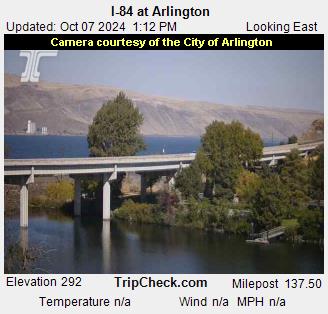 I-84 at Arlington
Updated: Oct 07 2024 1:12 PM Looking East
Camera courtesy of the City of Arlington
Elevation 292 TripCheck.com Milepost 137.50
Temperature n/a Wind n/a MPH n/a